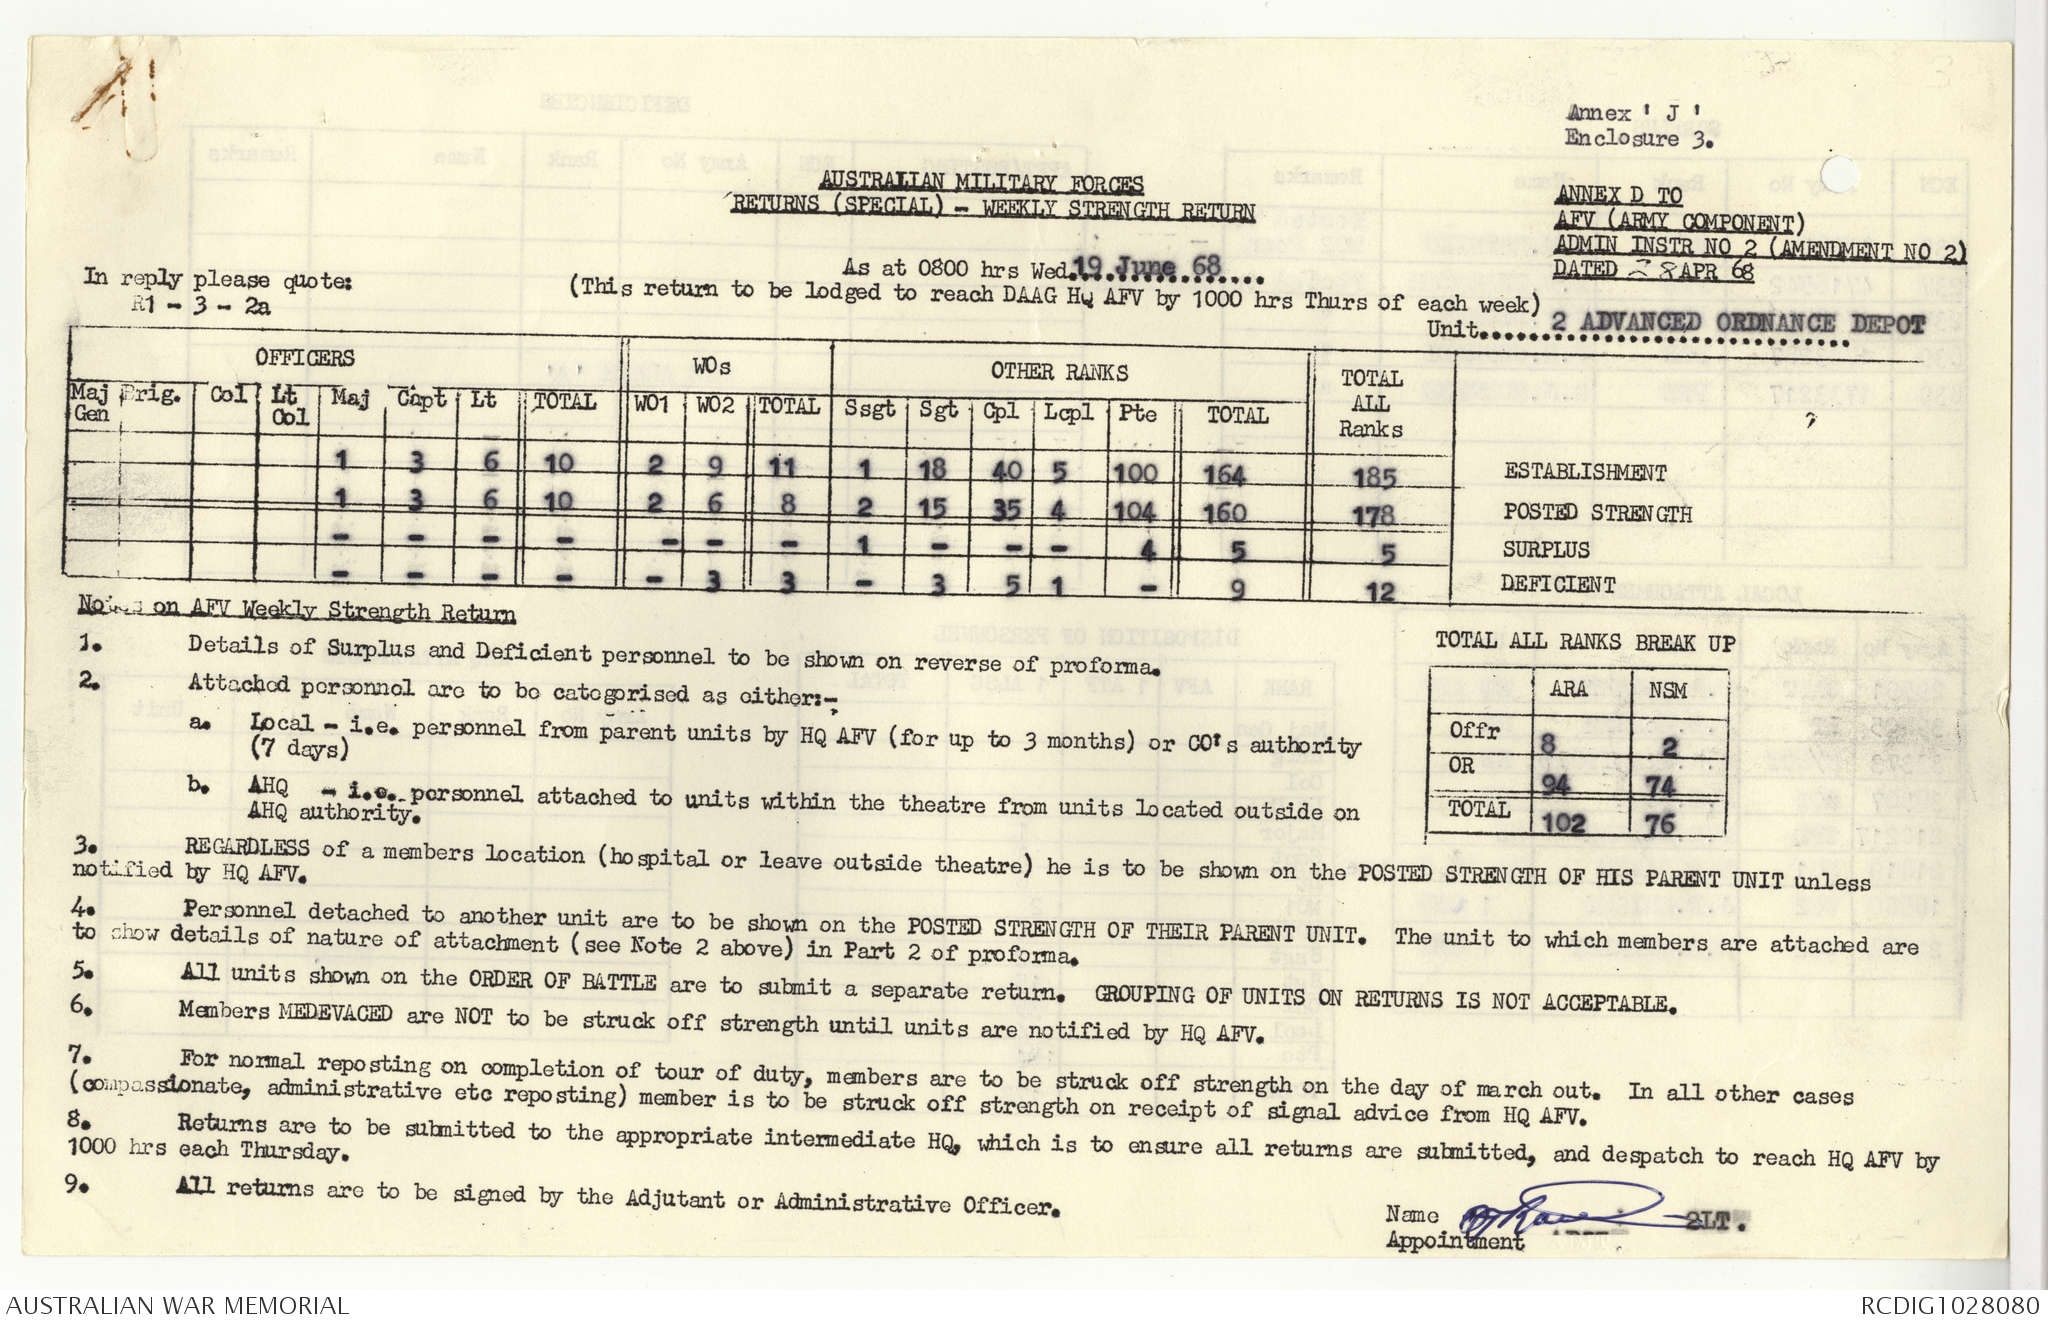 Annex ' J '
Enclosure 3.
AUSTRALIAN MILITARY FORCES
RETURNS (SPECIAL) - WEEKLY STRENGTH RETURN
ANNEX D TO
AFV (ARMY COMPONENT)
ADMIN INSTR NO 2 (AMENDMENT NO 2)
DATED 28 APR 68
As at 0800 hrs Wed. 19 June 68
In reply please quote:
R1 - 3 - 2a
(This return to be lodged to reach DAAG HQ AFV by 1000 hrs Thurs of each week)
Unit...... 2 ADVANCED ORDNANCE DEPOT
OFFICERS WOs OTHER RANKS TOTAL ALL Ranks
Maj Gen Brig. Col Lt Col Maj Capt Lt TOTAL WO1 WO2 TOTAL Ssgt Sgt Cpl Lcpl Pte TOTAL
1 3 6 10 2 9 11 1 18 40 5 100 164 185 ESTABLISHMENT
1 3 6 10 2 6 8 2 15 35 4 104 160 178 POSTED STRENGTH
- - - - - - - 1 - - - 4 5 5 SURPLUS
- - - - - 3 3 - 3 5 1 - 9 12 DEFICIENT
Notes on AFV Weekly Strength Return
1. Details of Surplus and Deficient personnel to be shown on reverse of proforma.
2. Attached personnel are to be categorised as either:-
a. Local - i.e. personnel from parent units by HQ AFV (for up to 3 months) or CO's authority
(7 days)
b. AHQ - i.e. personnel attached to units within the theatre from units located outside on
AHQ authority.
TOTAL ALL RANKS BREAK UP
ARA NSM
Offr 8 2
OR 94 74
TOTAL 102 76
3. REGARDLESS of a members location (hospital or leave outside theatre) he is to be shown on the POSTED STRENGTH OF HIS PARENT UNIT unless
notified by HQ AFV.
4. Personnel detached to another unit are to be shown on the POSTED STRENGTH OF THEIR PARENT UNIT. The unit to which members are attached are
to show details of nature of attachment (see Note 2 above) in Part 2 of proforma.
5. All units shown on the ORDER OF BATTLE are to submit a separate return. GROUPING OF UNITS ON RETURNS IS NOT ACCEPTABLE.
6. Members MEDEVACED are NOT to be struck off strength until units are notified by HQ AFV.
7. For normal reposting on completion of tour of duty, members are to be struck off strength on the day of march out. In all other cases
(compassionate, administrative etc reposting) member is to be struck off strength on receipt of signal advice from HQ AFV.
8. Returns are to be submitted to the appropriate intermediate HQ, which is to ensure all returns are submitted, and despatch to reach HQ AFV by
1000 hrs each Thursday.
9. All returns are to be signed by the Adjutant or Administrative Officer.
Name 2LT.
Appointment
AUSTRALIAN WAR MEMORIAL
RCDIG1028080